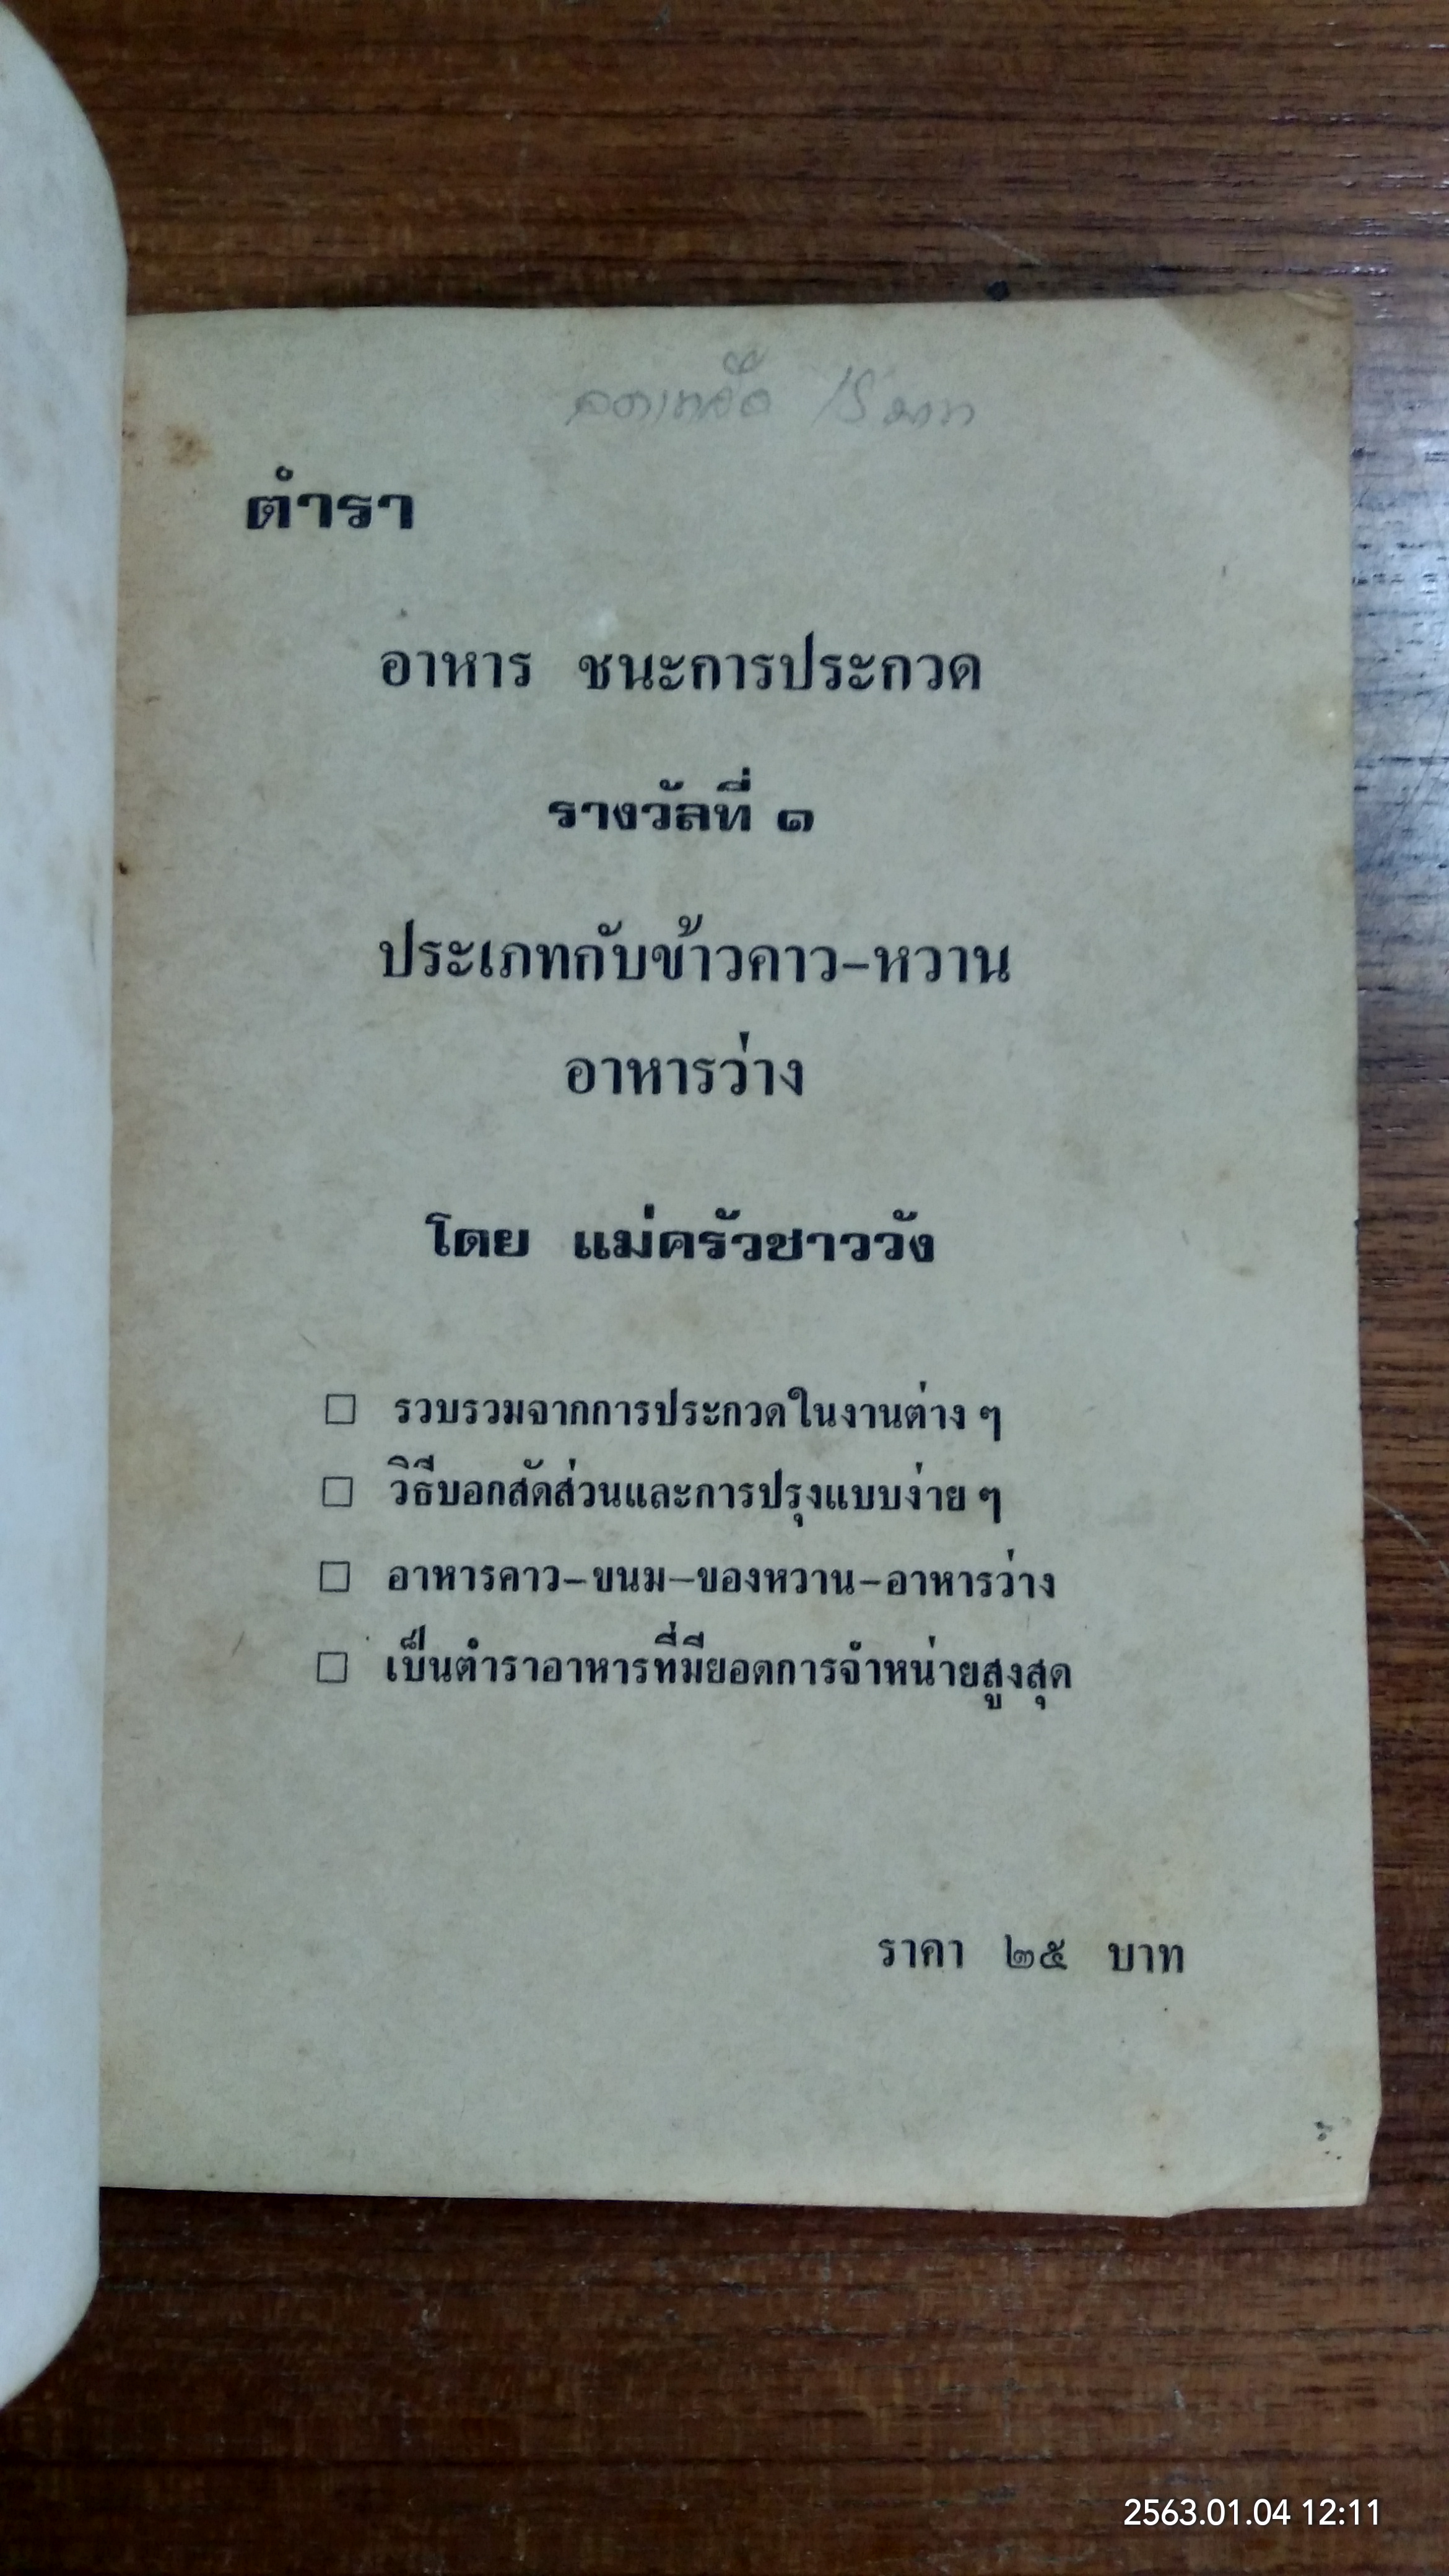 ลดเหลือ 15 บาท
ตำรา
อาหาร ชนะการประกวด
รางวัลที่ ๑
ประเภทกับข้าวคาว-หวาน
อาหารว่าง
โดย แม่ครัวชาววัง
□ รวบรวมจากการประกวดในงานต่าง ๆ
□ วิธีบอกสัดส่วนและการปรุงแบบง่าย ๆ
□ อาหารคาว-ขนม-ของหวาน-อาหารว่าง
□ เป็นตำราอาหารที่มียอดการจำหน่ายสูงสุด
ราคา ๒๕ บาท
2563.01.04 12:11